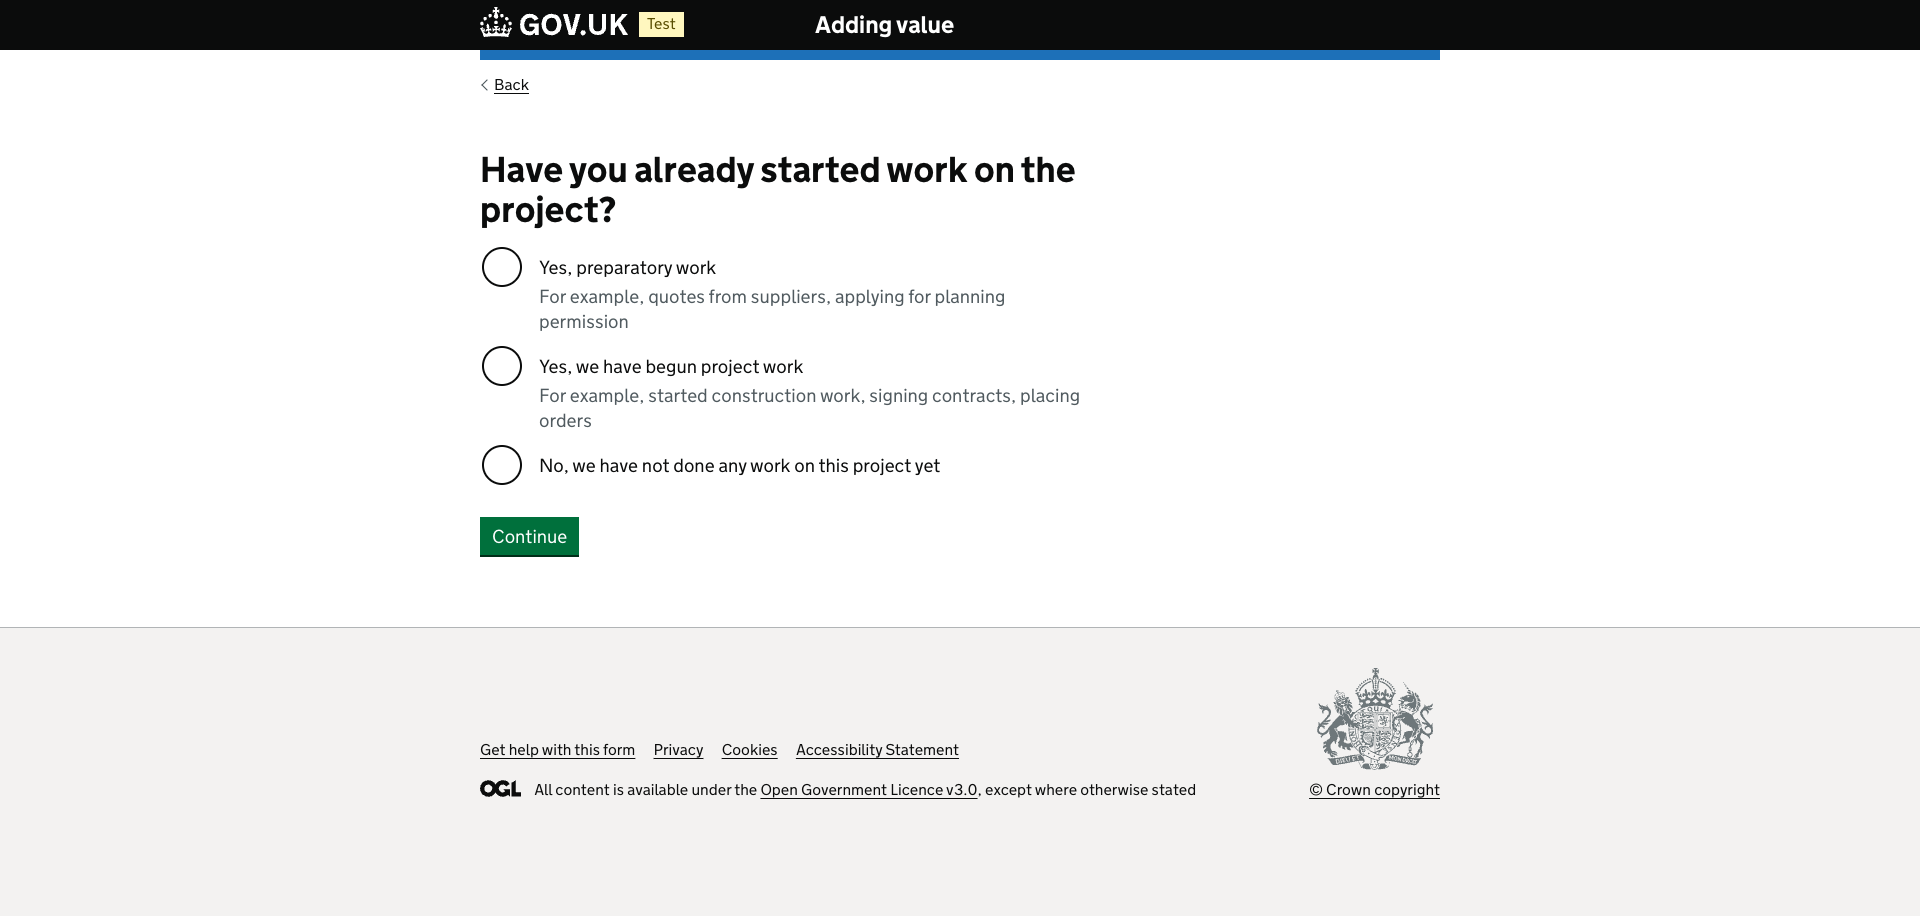 GOV.UK Test Adding value
Back
Have you already started work on the
project?
Yes, preparatory work
For example, quotes from suppliers, applying for planning
permission
Yes, we have begun project work
For example, started construction work, signing contracts, placing
orders
No, we have not done any work on this project yet
Continue
Get help with this form Privacy Cookies Accessibility Statement
OGL All content is available under the Open Government Licence v3.0, except where otherwise stated
© Crown copyright